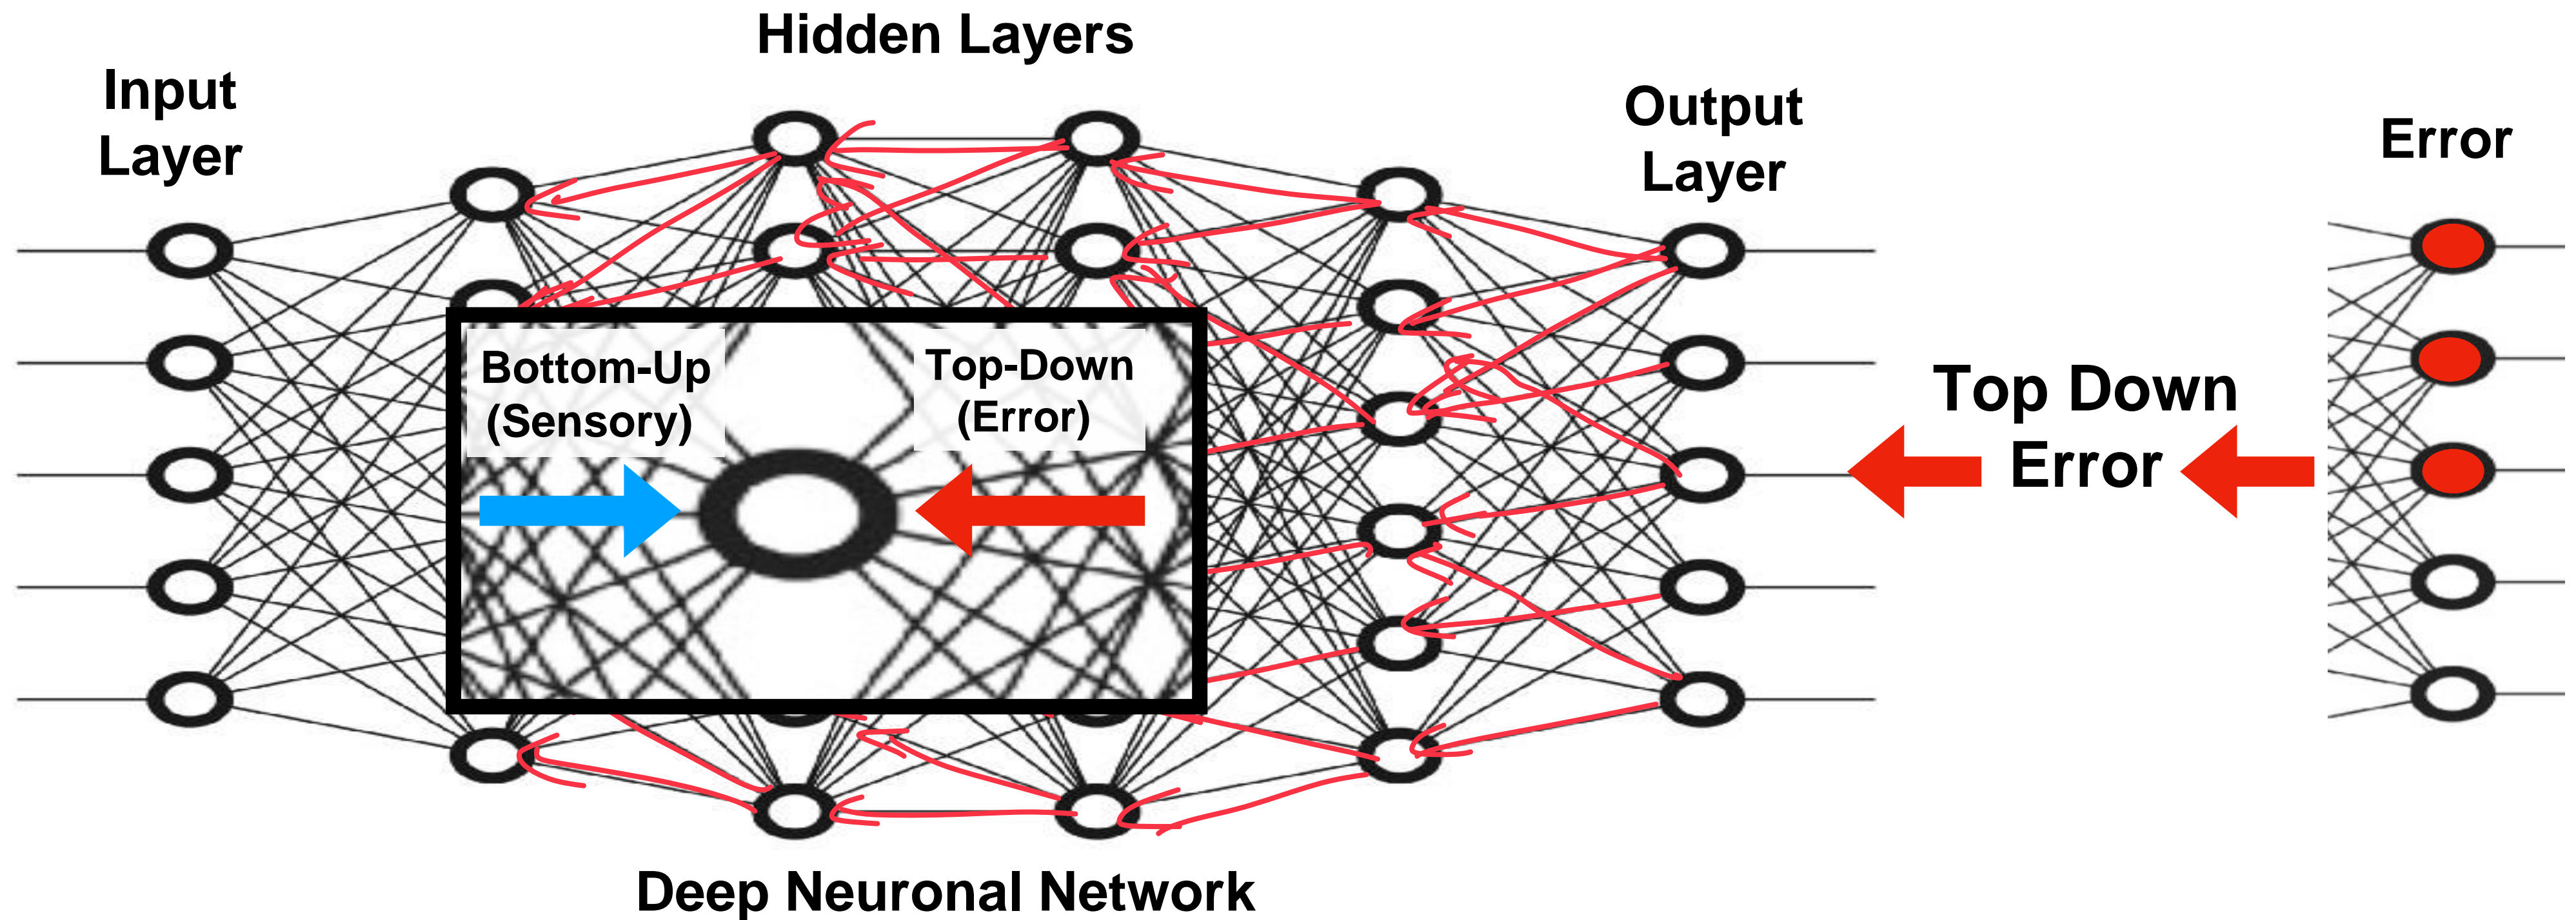 Hidden Layers
Input
Layer
Output
Layer
Error
Bottom-Up
(Sensory)
Top-Down
(Error)
Top Down
Error
Deep Neuronal Network